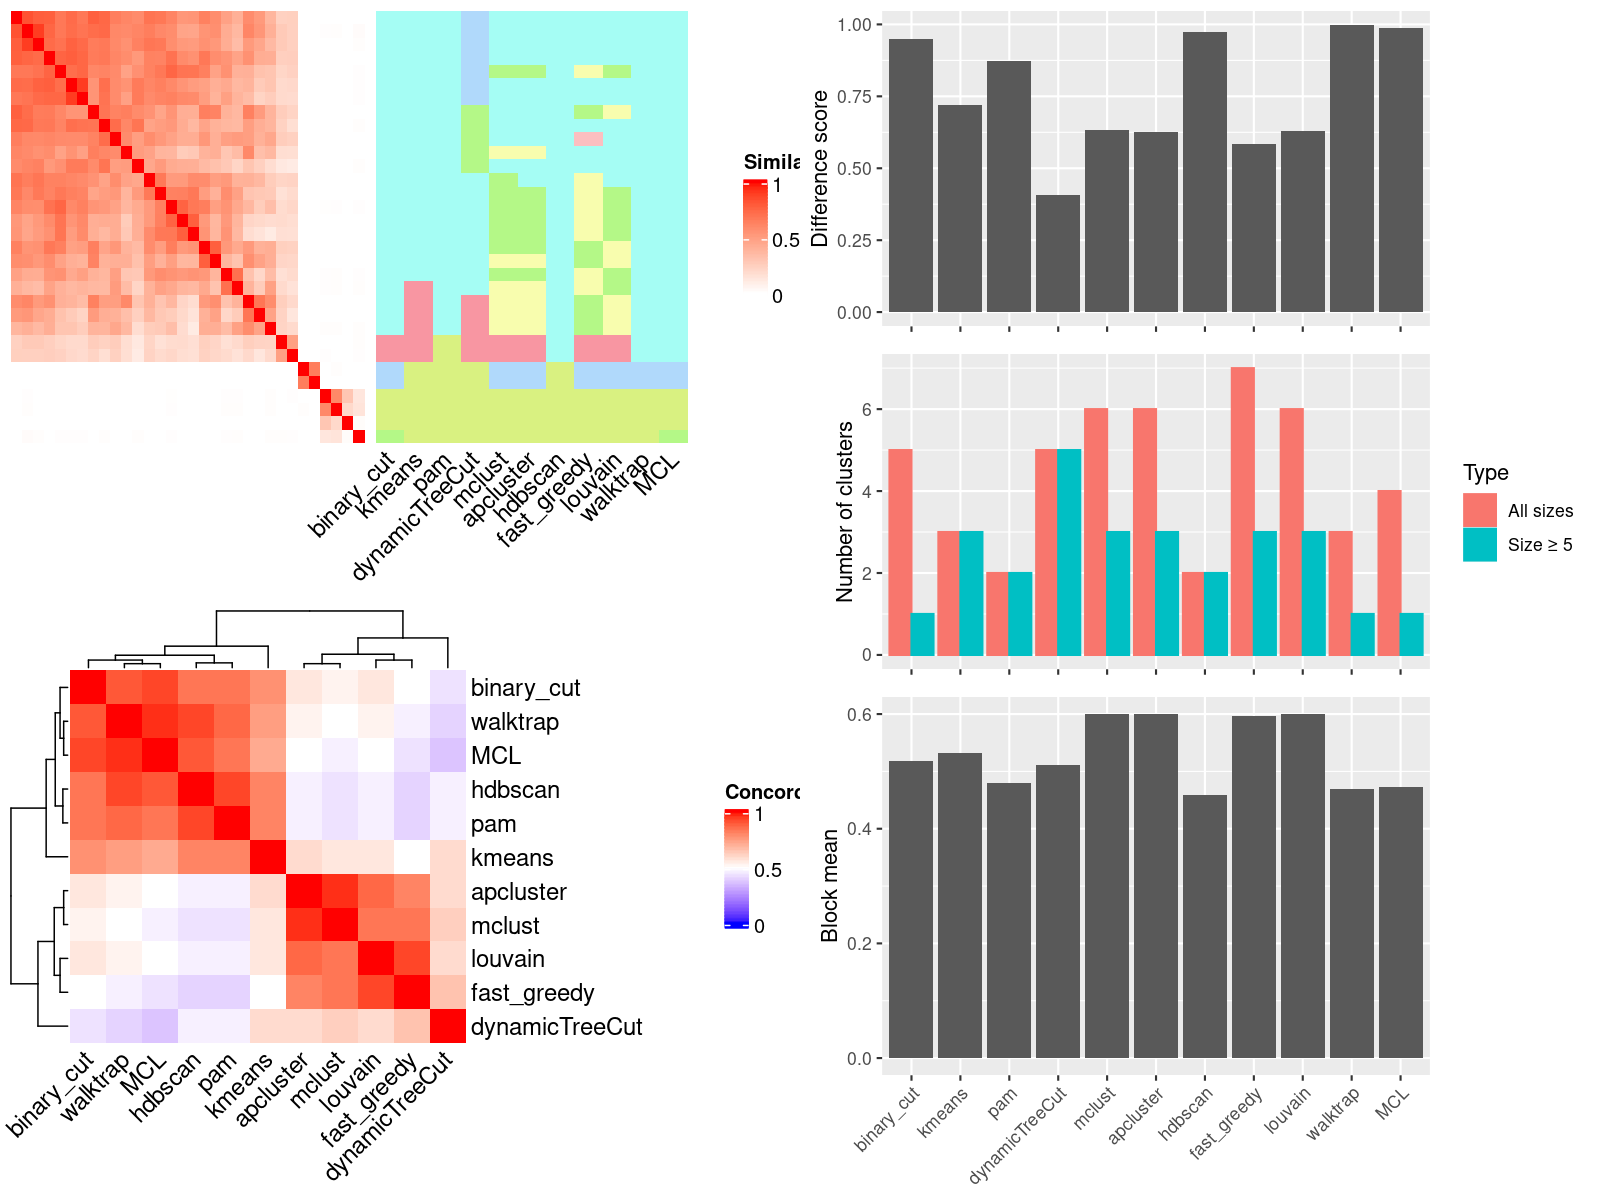 Simila
1
0.5
0
binary_cut
kmeans
pam
dynamicTreeCut
mclust
apcluster
hdbscan
fast_greedy
louvain
walktrap
MCL
binary_cut
walktrap
MCL
hdbscan
pam
kmeans
apcluster
mclust
louvain
fast_greedy
dynamicTreeCut
binary_cut
walktrap
MCL
hdbscan
pam
kmeans
apcluster
mclust
louvain
fast_greedy
dynamicTreeCut
Concord
1
0.5
0
Difference score
1.00
0.75
0.50
0.25
0.00
Number of clusters
6
4
2
0
Type
All sizes
Size ≥ 5
Block mean
0.6
0.4
0.2
0.0
binary_cut
kmeans
pam
dynamicTreeCut
mclust
apcluster
hdbscan
fast_greedy
louvain
walktrap
MCL